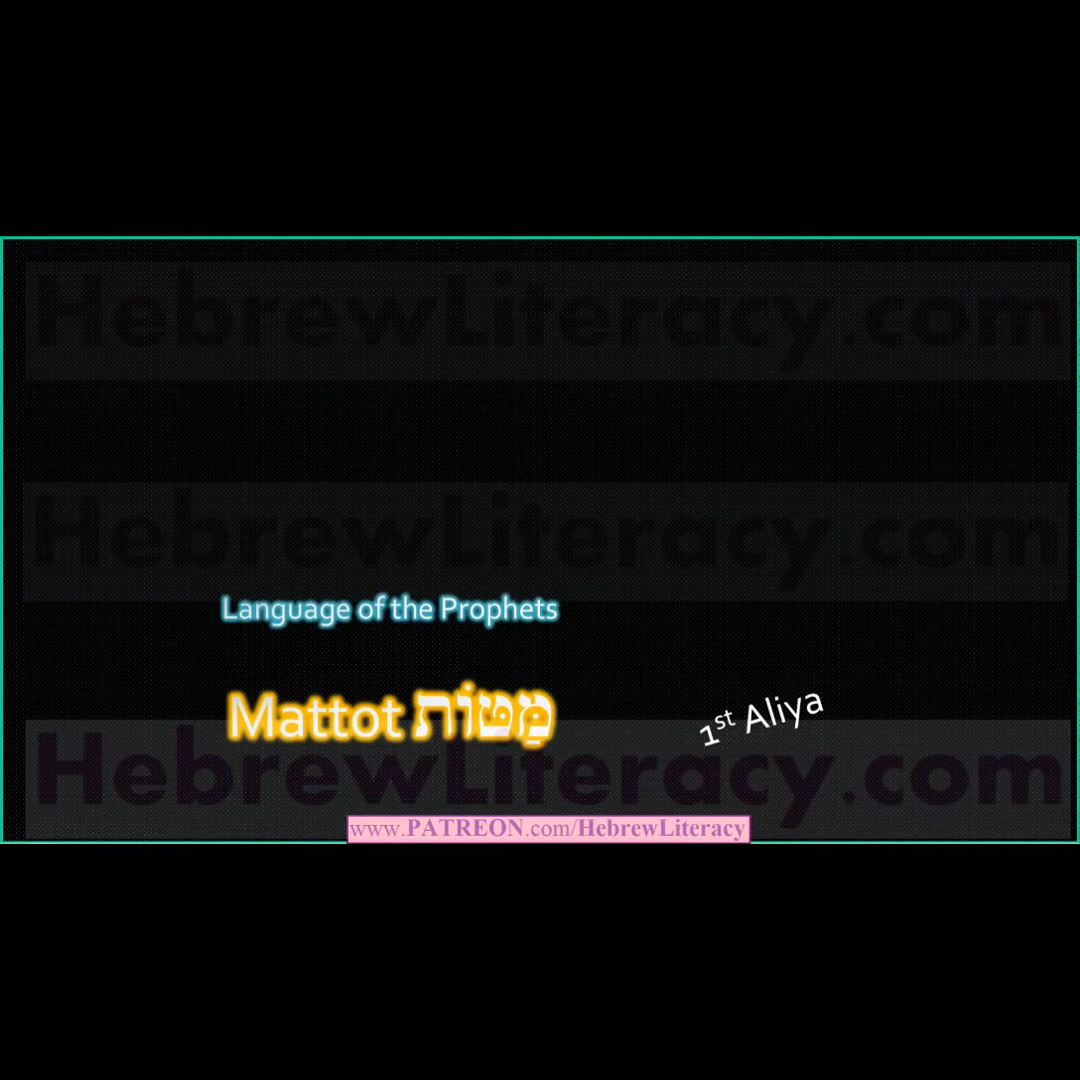 HebrewLiteracy.com
HebrewLiteracy.com
Language of the Prophets
Mattot מַטּוֹת
1st Aliya
HebrewLiteracy.com
www.PATREON.com/HebrewLiteracy